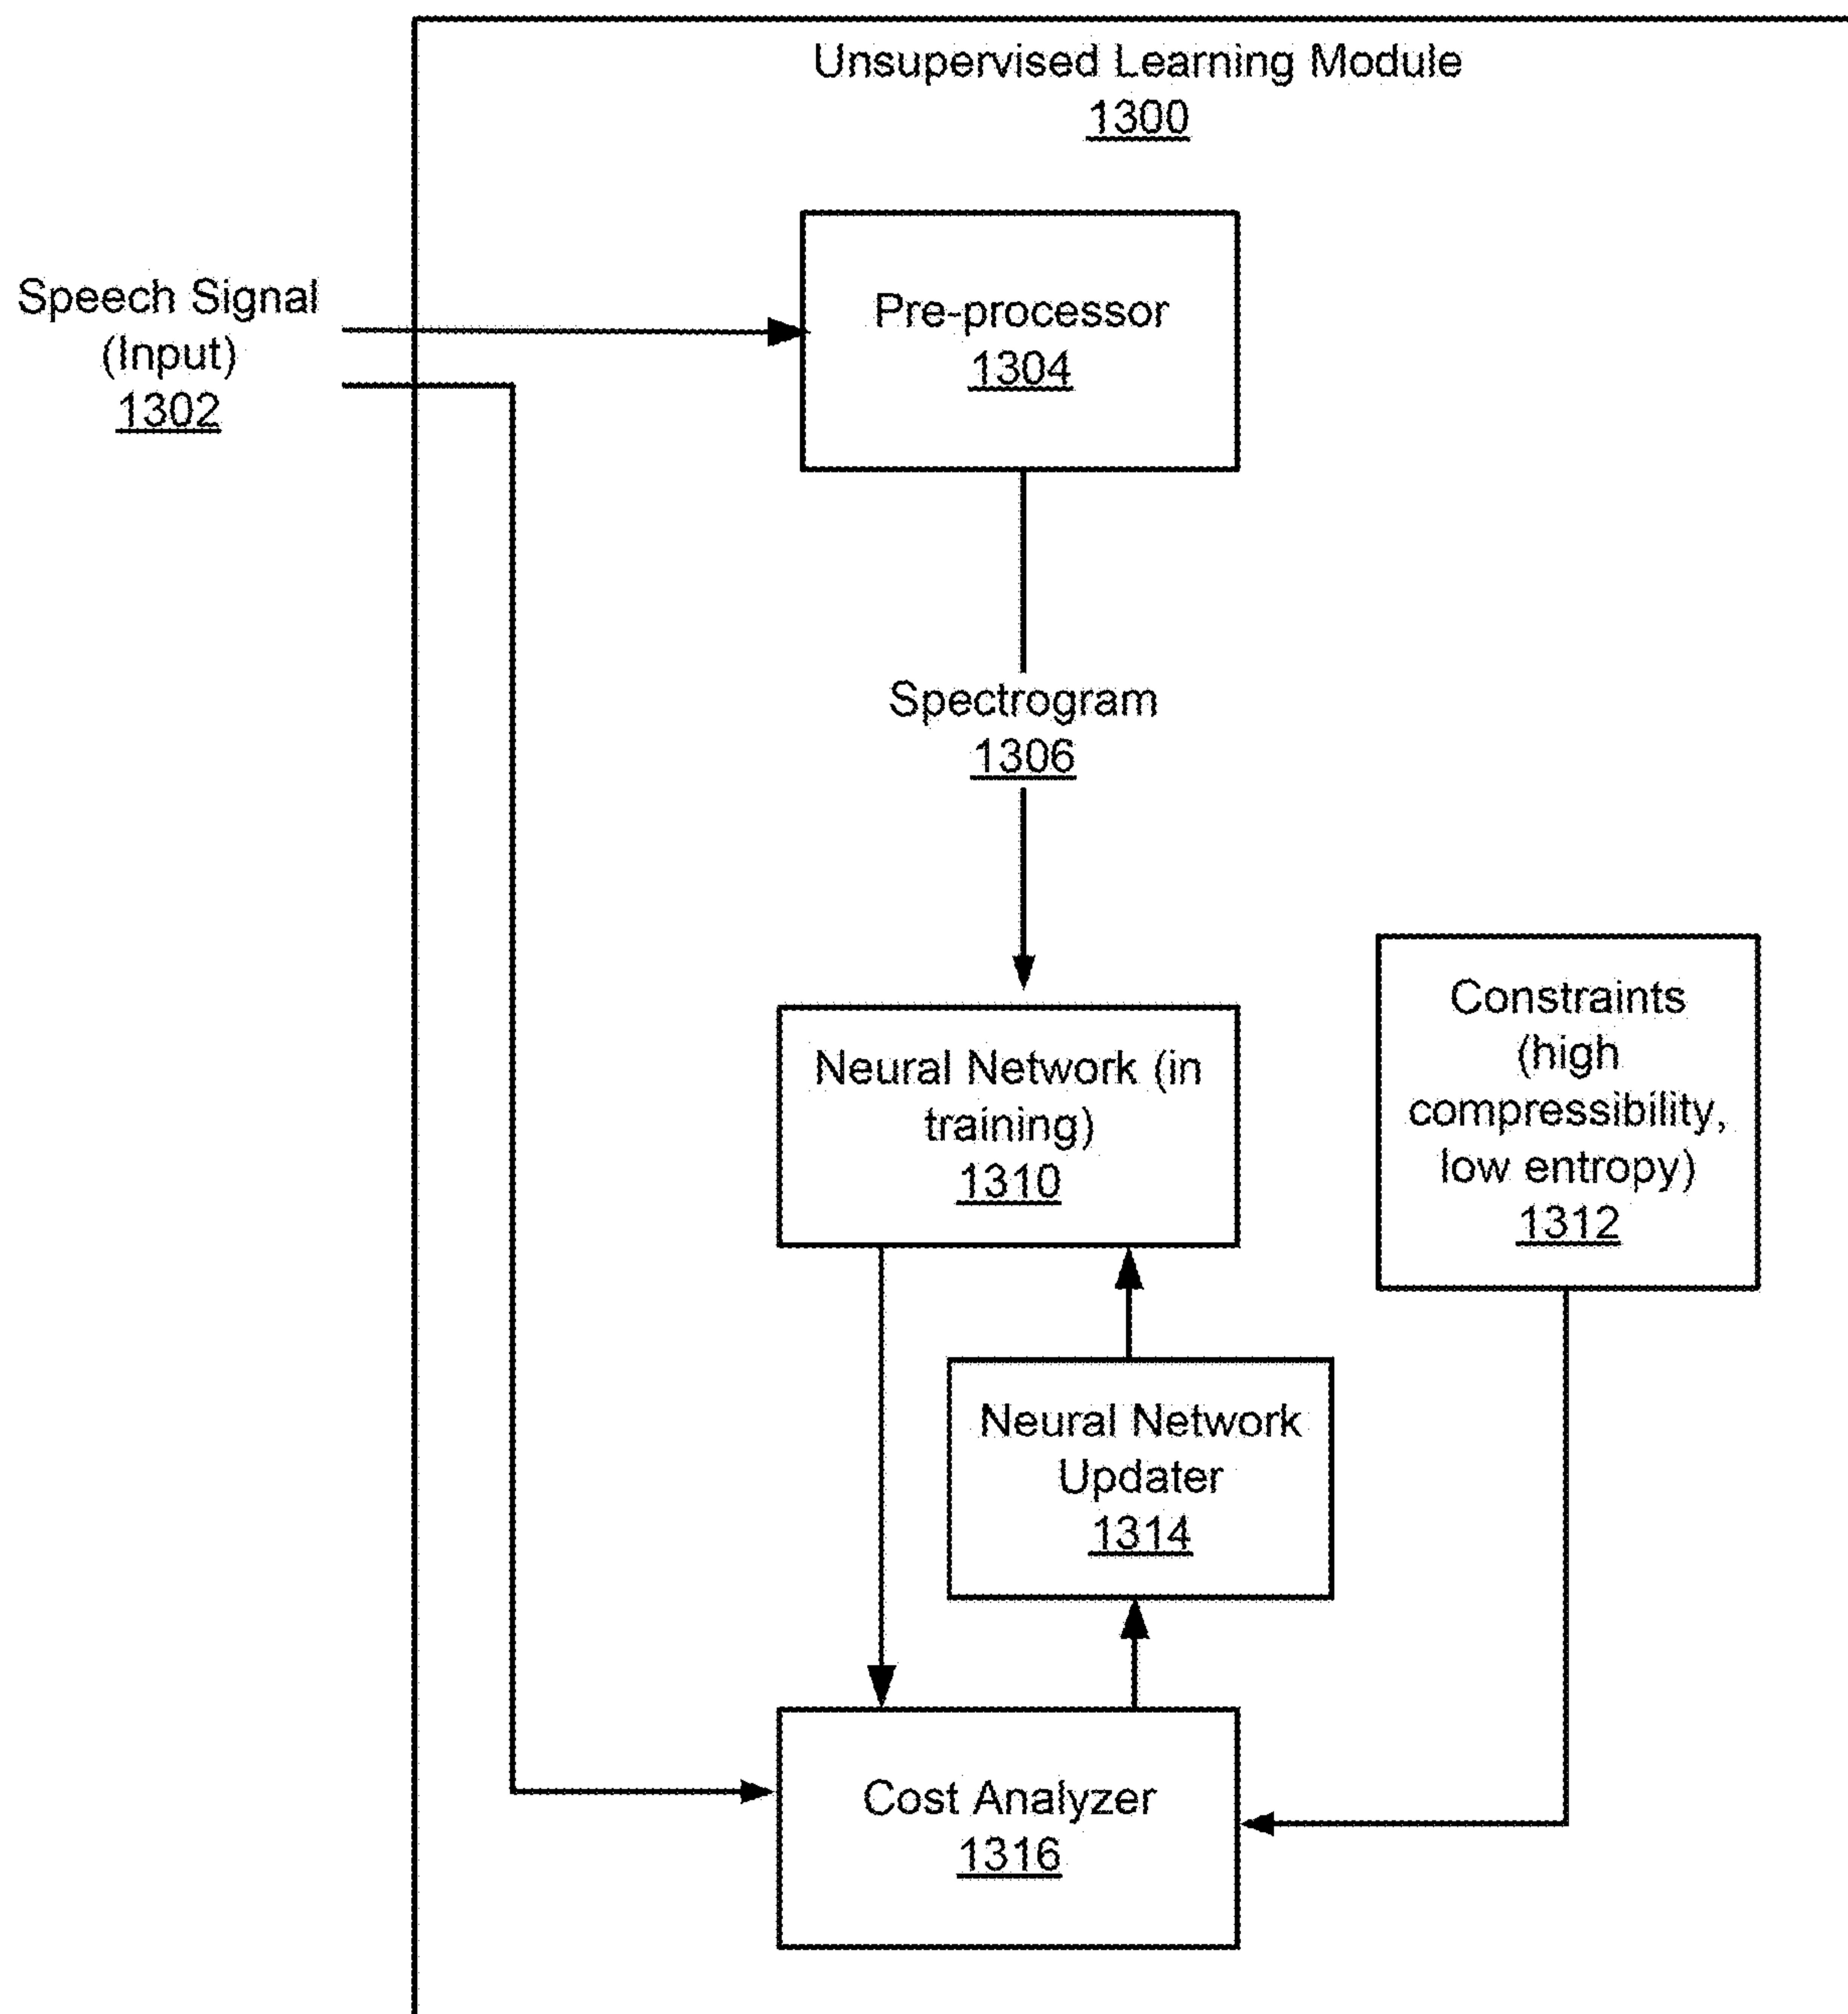 Unsupervised Learning Module
1300
Speech Signal
(Input)
1302
Pre-processor
1304
Spectrogram
1306
Neural Network (in
training)
1310
Constraints
(high
compressibility,
low entropy)
1312
Neural Network
Updater
1314
Cost Analyzer
1316